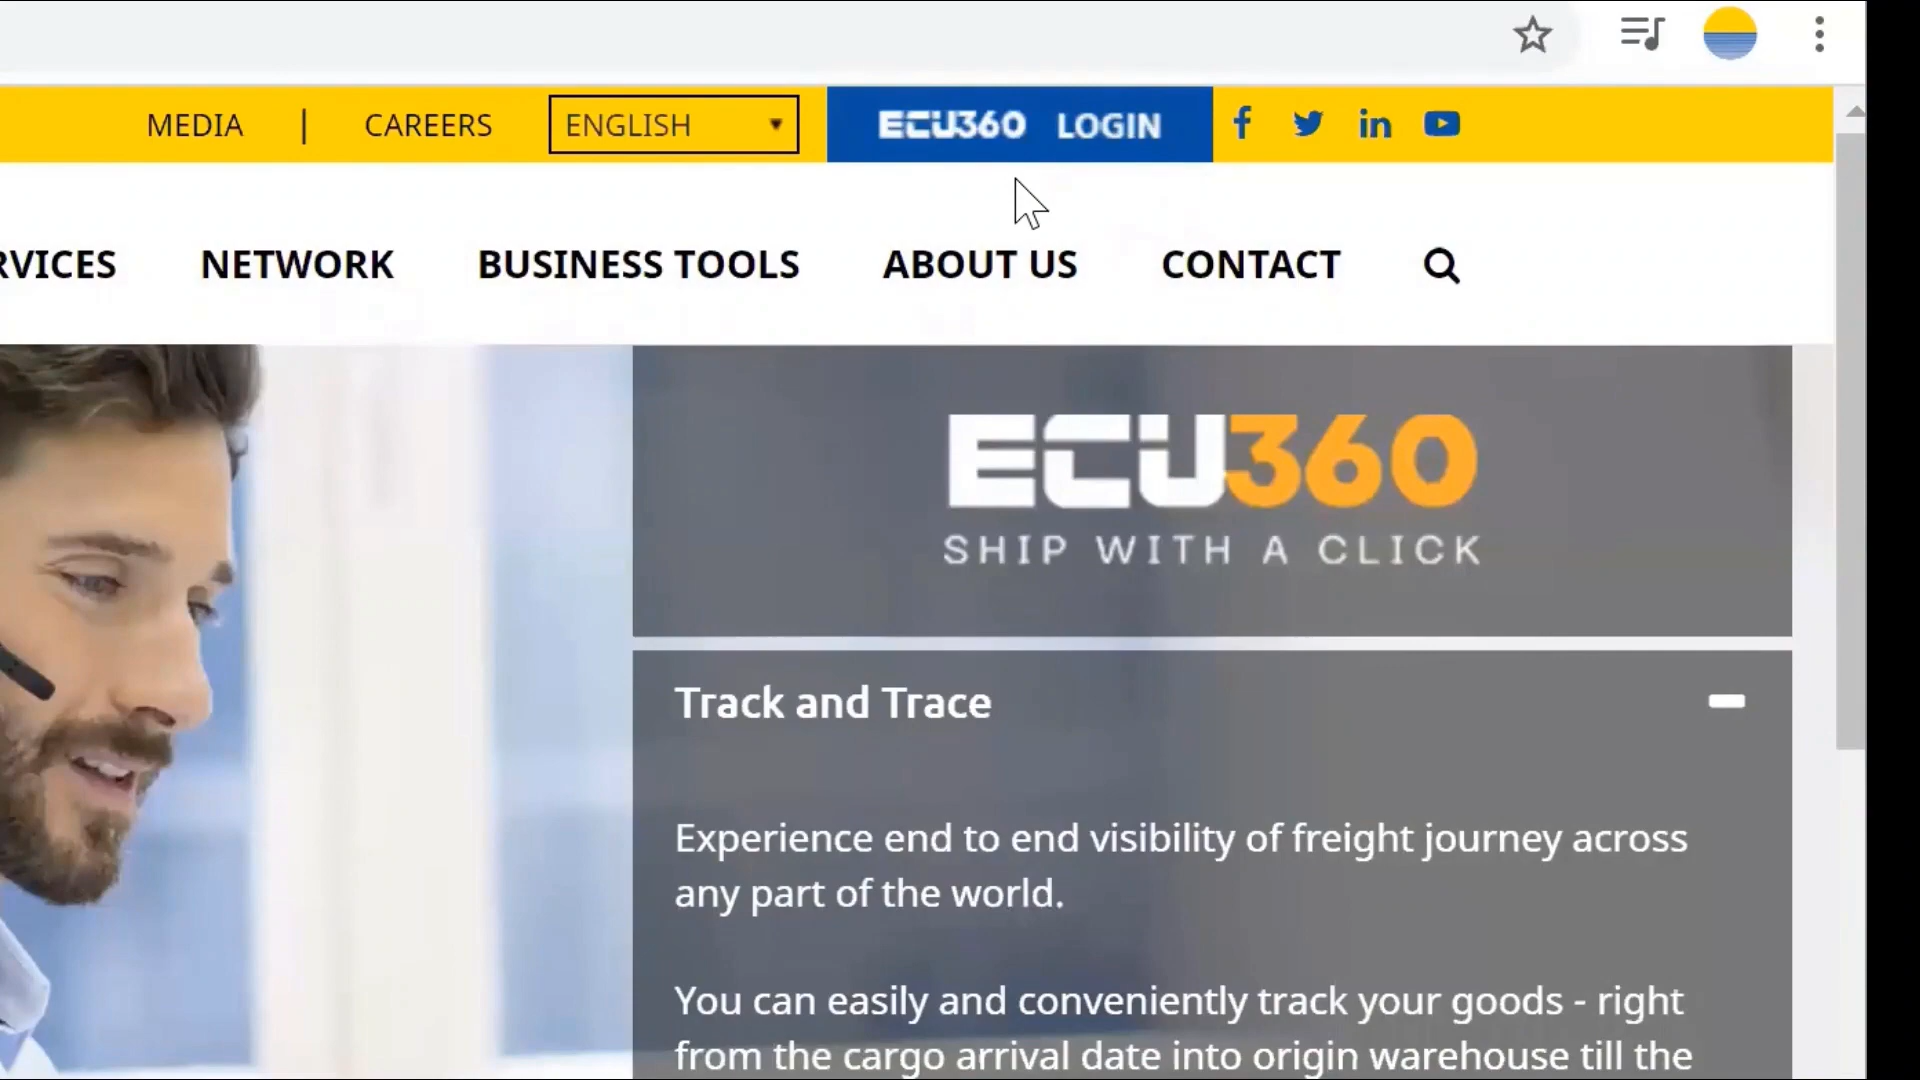 MEDIA | CAREERS ENGLISH ECU360 LOGIN
RVICES NETWORK BUSINESS TOOLS ABOUT US CONTACT
ECU360
SHIP WITH A CLICK
Track and Trace
Experience end to end visibility of freight journey across
any part of the world.
You can easily and conveniently track your goods - right
from the cargo arrival date into origin warehouse till the